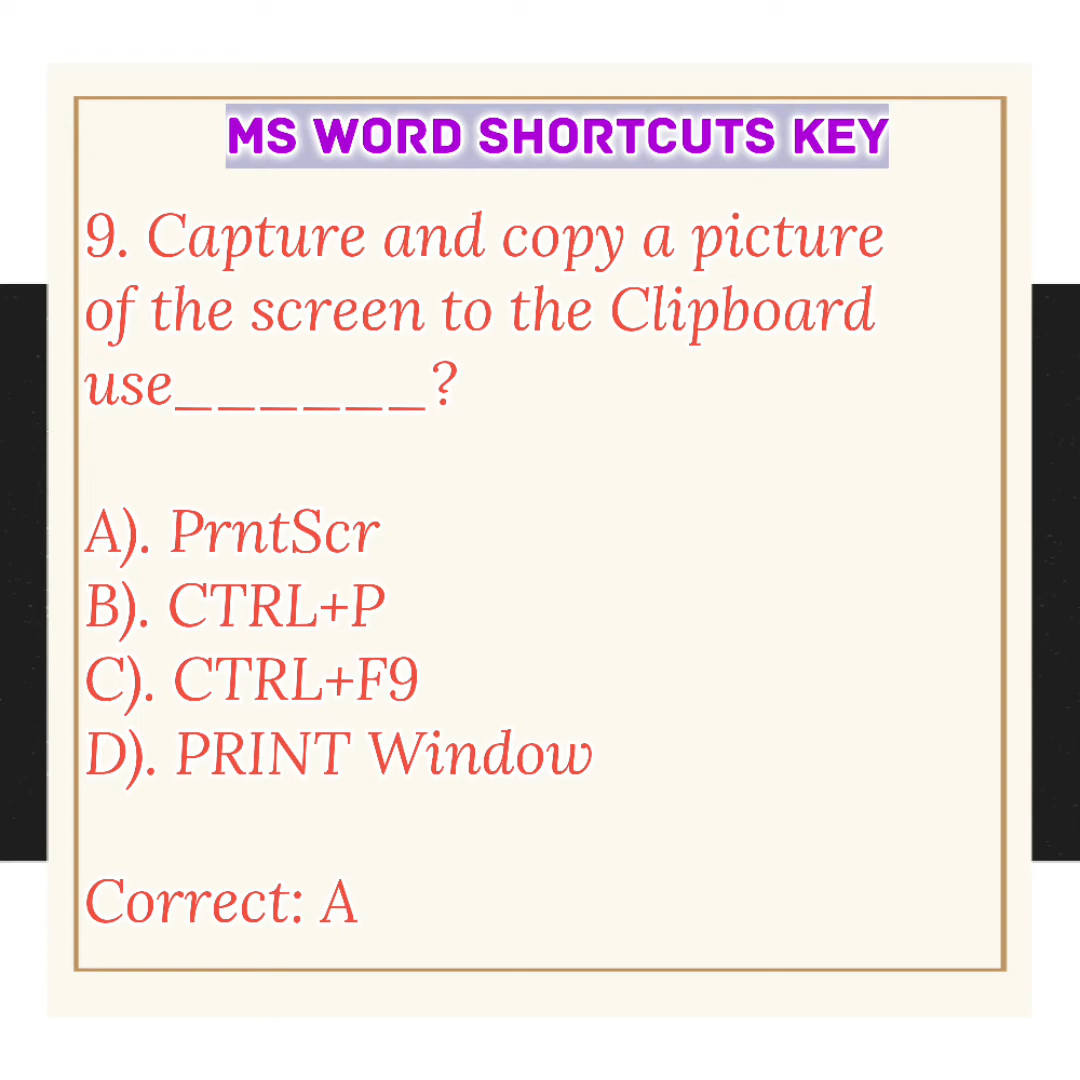 MS WORD SHORTCUTS KEY
9. Capture and copy a picture
of the screen to the Clipboard
use______?
A). PrntScr
B). CTRL+P
C). CTRL+F9
D). PRINT Window
Correct: A